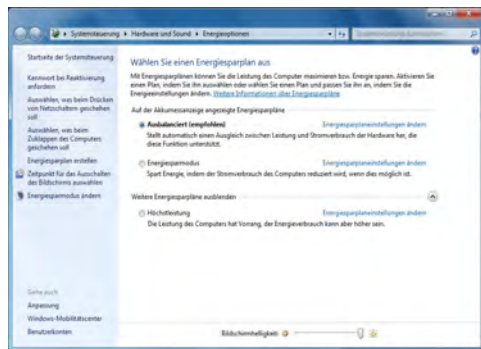 Systemsteuerung ▸ Hardware und Sound ▸ Energieoptionen
Startseite der Systemsteuerung
Kennwort bei Reaktivierung
anfordern
Auswählen, was beim Drücken
von Netzschaltern geschehen
soll
Auswählen, was beim
Zuklappen des Computers
geschehen soll
Energiesparplan erstellen
Zeitpunkt für das Ausschalten
des Bildschirms auswählen
Energiesparmodus ändern
Siehe auch
Anpassung
Windows-Mobilitätscenter
Benutzerkonten
Wählen Sie einen Energiesparplan aus
Mit Energiesparplänen können Sie die Leistung des Computer maximieren bzw. Energie sparen. Aktivieren Sie
einen Plan, indem Sie ihn auswählen oder wählen Sie einen Plan und passen Sie ihn an, indem Sie die
Energieeinstellungen ändern. Weitere Informationen über Energiesparpläne
Auf der Akkumessanzeige angezeigte Energiesparpläne
Ausbalanciert (empfohlen) Energiesparplaneinstellungen ändern
Stellt automatisch einen Ausgleich zwischen Leistung und Stromverbrauch der Hardware her, die
diese Funktion unterstützt.
Energiesparmodus Energiesparplaneinstellungen ändern
Spart Energie, indem der Stromverbrauch des Computers reduziert wird, wenn dies möglich ist.
Weitere Energiesparpläne ausblenden
Höchstleistung Energiesparplaneinstellungen ändern
Die Leistung des Computers hat Vorrang, der Energieverbrauch kann aber höher sein.
Bildschirmhelligkeit: